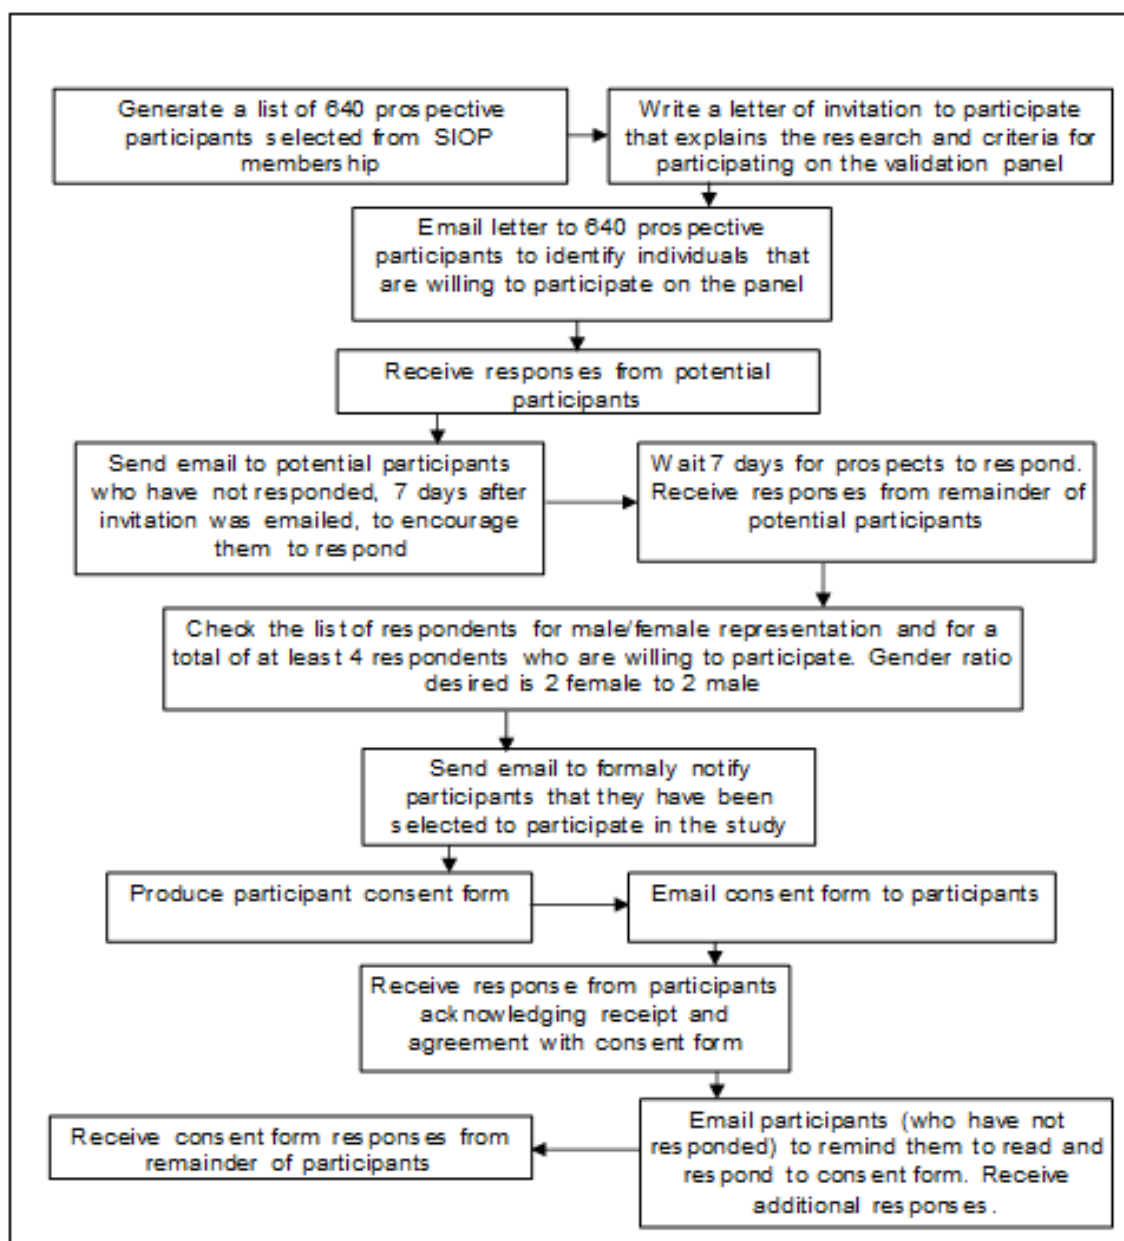 Generate a list of 640 prospective
participants selected from SIOP
membership
Write a letter of invitation to participate
that explains the research and criteria for
participating on the validation panel
Email letter to 640 prospective
participants to identify individuals that
are willing to participate on the panel
Receive responses from potential
participants
Send email to potential participants
who have not responded, 7 days after
invitation was emailed, to encourage
them to respond
Wait 7 days for prospects to respond.
Receive responses from remainder of
potential participants
Check the list of respondents for male/female representation and for a
total of at least 4 respondents who are willing to participate. Gender ratio
desired is 2 female to 2 male
Send email to formaly notify
participants that they have been
selected to participate in the study
Produce participant consent form
Email consent form to participants
Receive response from participants
acknowledging receipt and
agreement with consent form
Email participants (who have not
responded) to remind them to read and
respond to consent form. Receive
additional responses.
Receive consent form responses from
remainder of participants